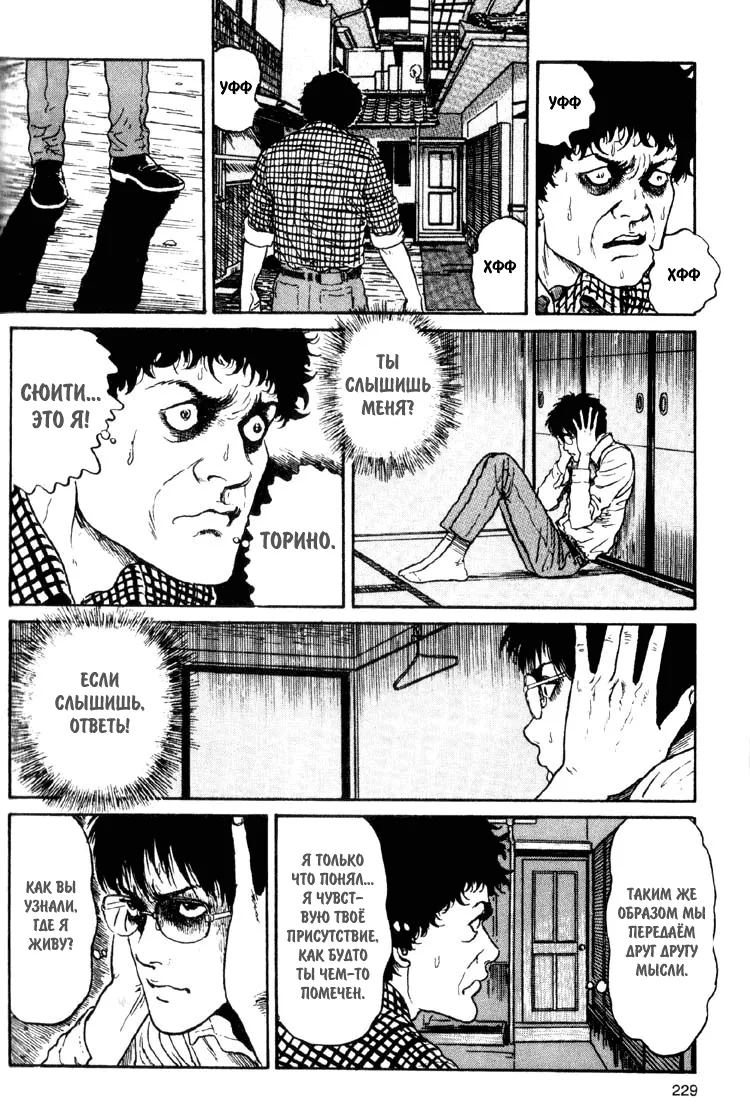 УФФ
ХФФ
УФФ
ХФФ
СЮИТИ...
ЭТО Я!
ТОРИНО.
ТЫ
СЛЫШИШЬ
МЕНЯ?
ЕСЛИ
СЛЫШИШЬ,
ОТВЕТЬ!
КАК ВЫ
УЗНАЛИ,
ГДЕ Я
ЖИВУ?
Я ТОЛЬКО
ЧТО ПОНЯЛ...
Я ЧУВСТ-
ВУЮ ТВОЁ
ПРИСУТСТВИЕ,
КАК БУДТО
ТЫ ЧЕМ-ТО
ПОМЕЧЕН.
ТАКИМ ЖЕ
ОБРАЗОМ МЫ
ПЕРЕДАЁМ
ДРУГ ДРУГУ
МЫСЛИ.
229